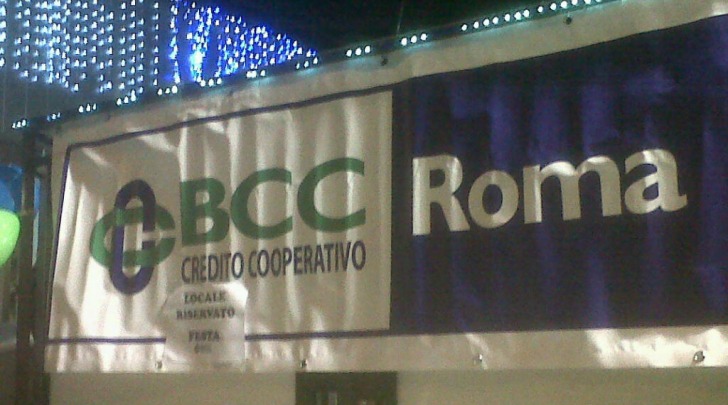 BCC
CREDITO COOPERATIVO
Roma
LOCALE
RISERVATO
FESTA